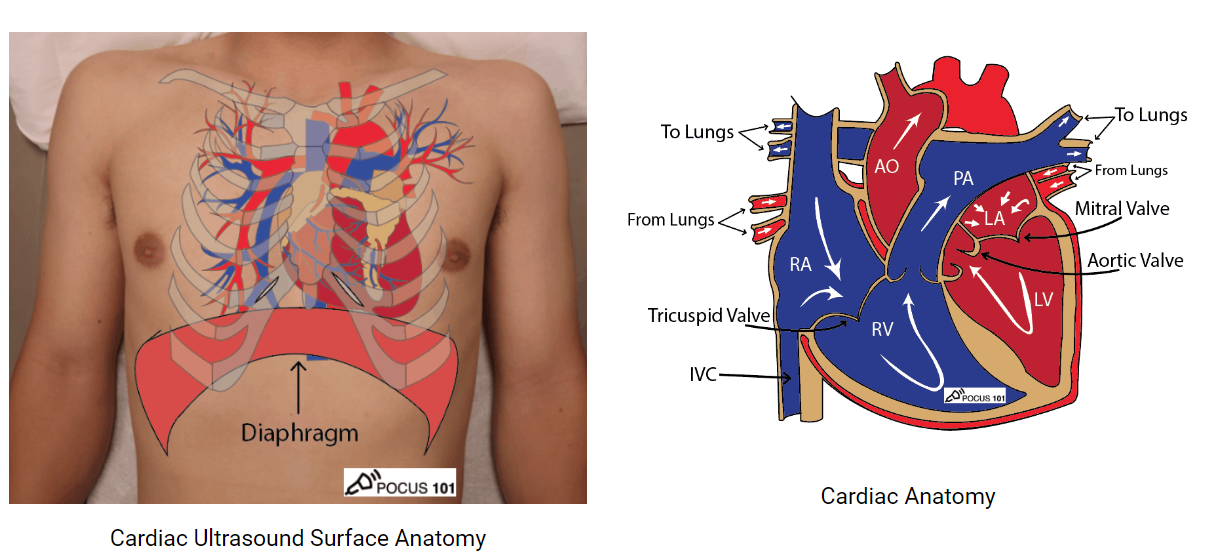 Diaphragm
POCUS 101
Cardiac Ultrasound Surface Anatomy
To Lungs
To Lungs
From Lungs
From Lungs
AO
PA
LA
Mitral Valve
Aortic Valve
RA
LV
Tricuspid Valve
RV
IVC
POCUS 101
Cardiac Anatomy